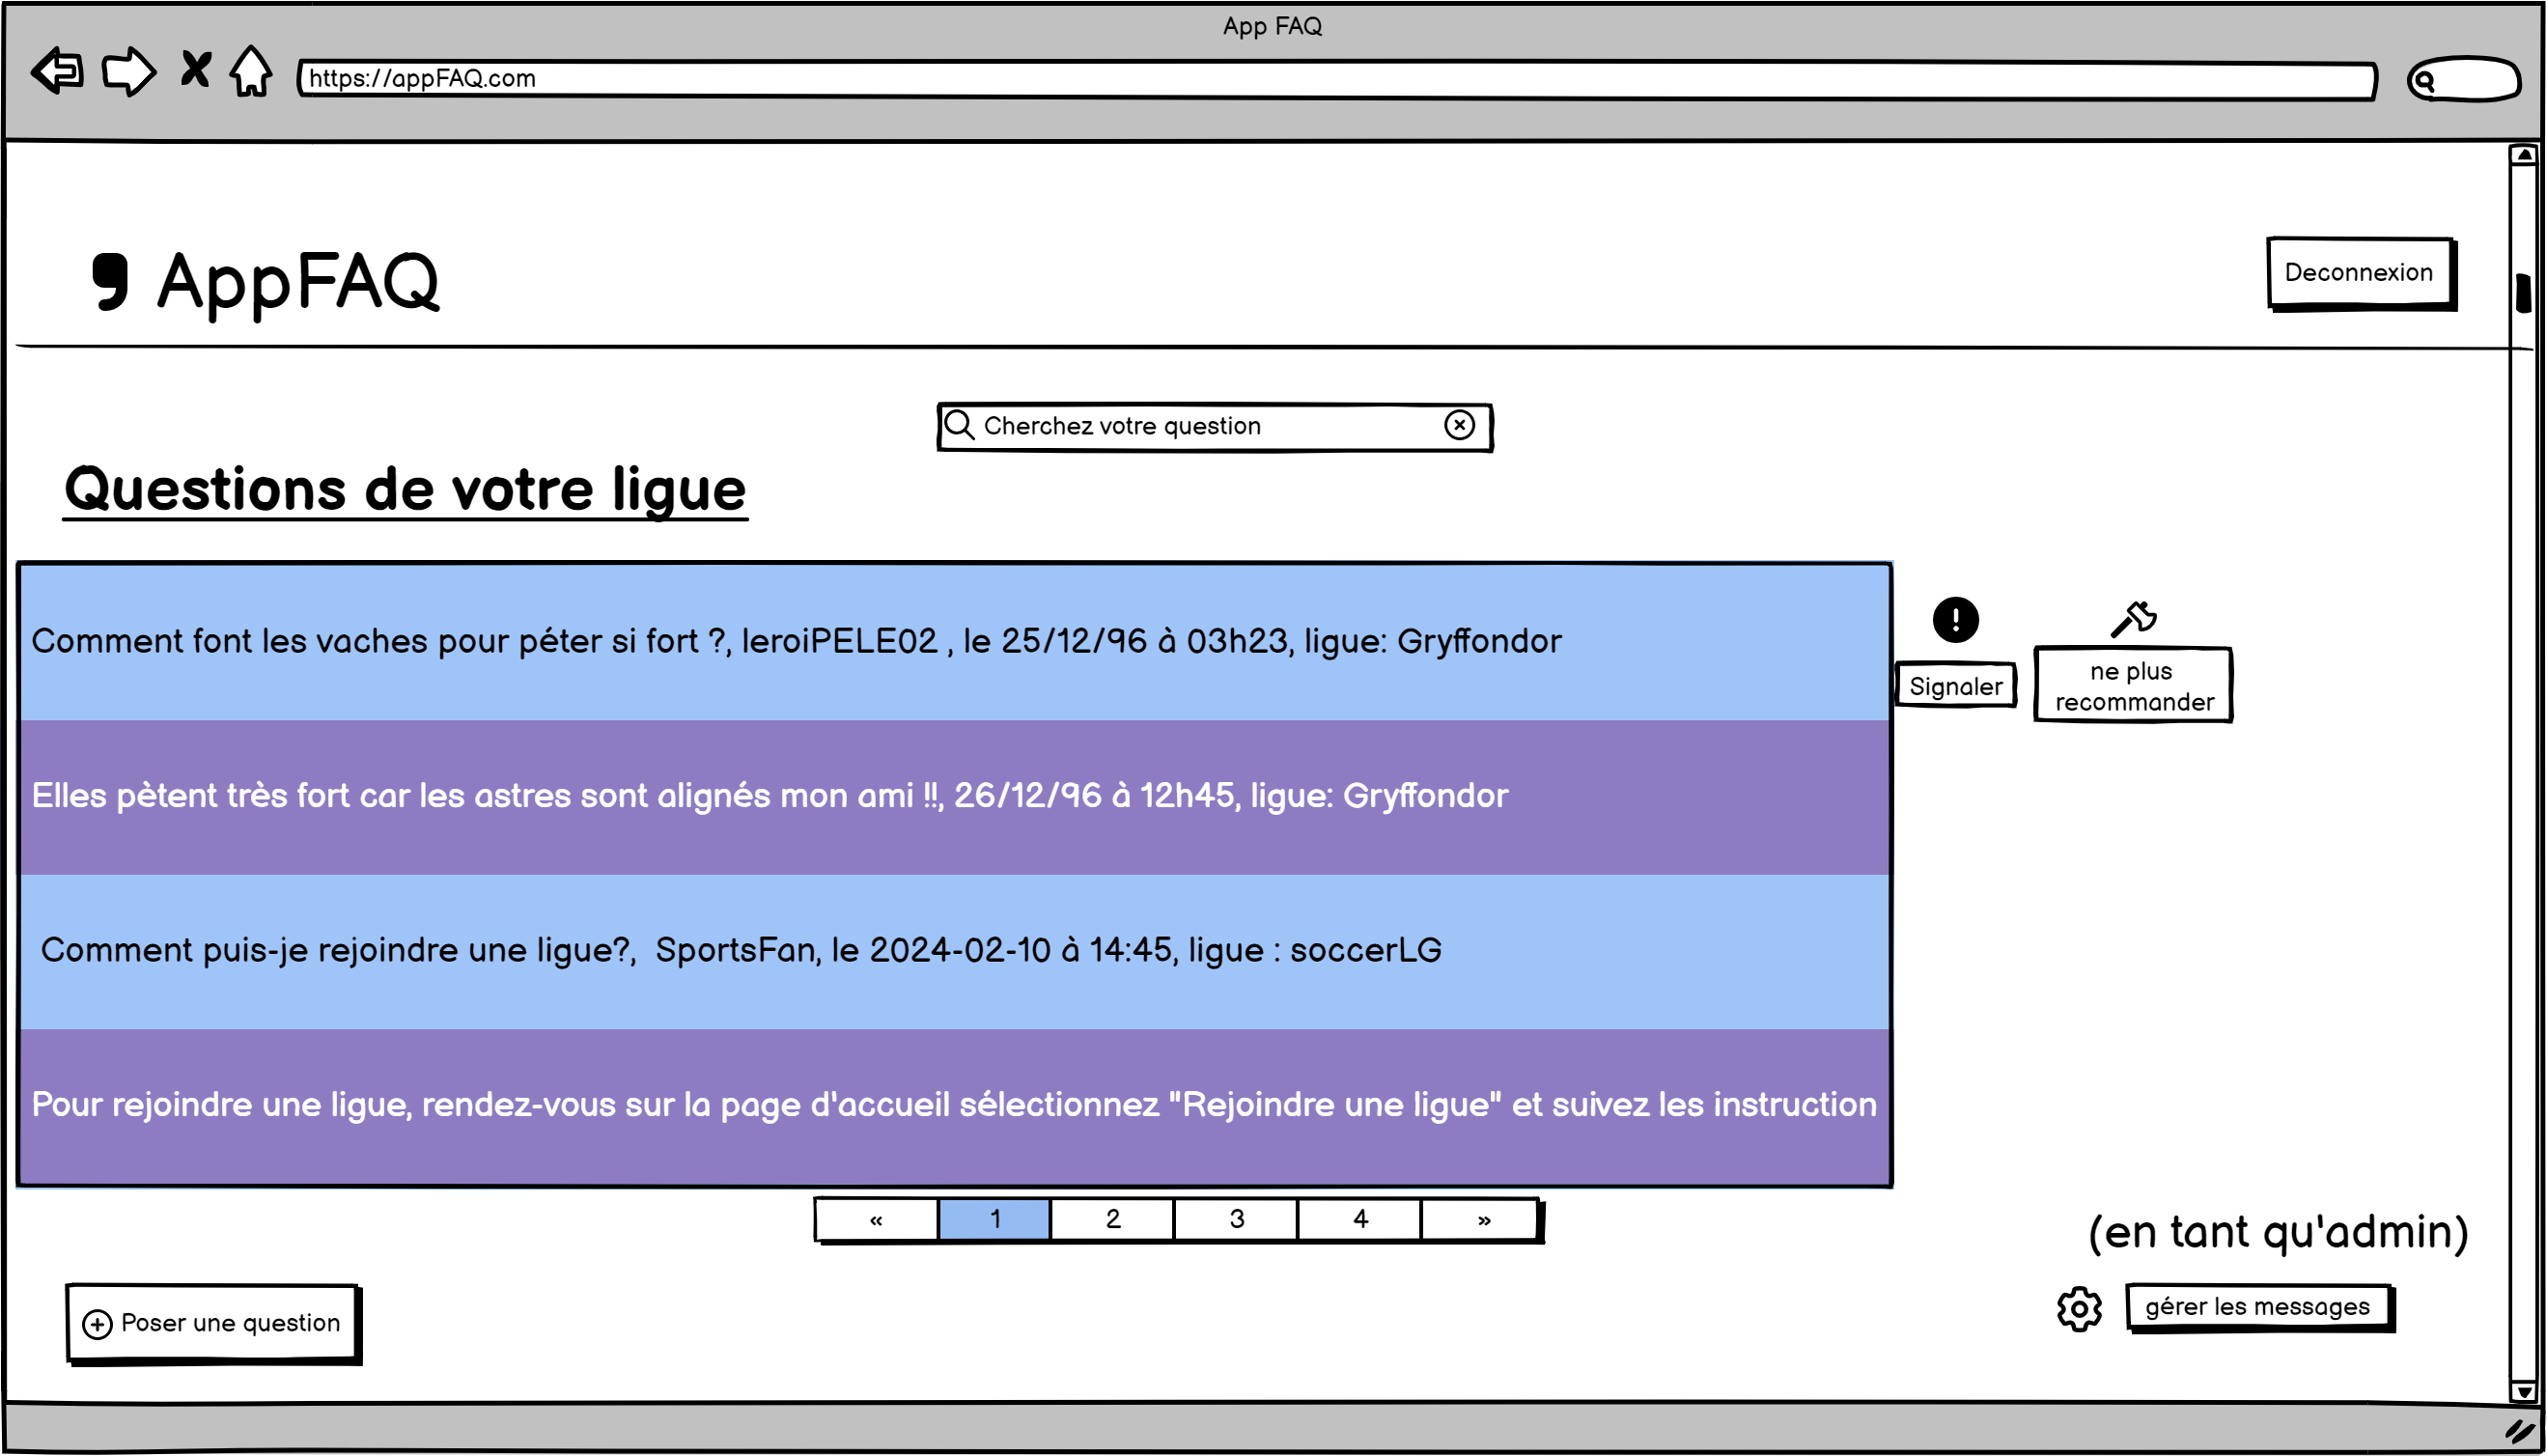 App FAQ
https://appFAQ.com
AppFAQ
Deconnexion
Cherchez votre question
Questions de votre ligue
Comment font les vaches pour péter si fort ?, leroiPELE02 , le 25/12/96 à 03h23, ligue: Gryffondor
Signaler
ne plus
recommander
Elles pètent très fort car les astres sont alignés mon ami !!, 26/12/96 à 12h45, ligue: Gryffondor
Comment puis-je rejoindre une ligue?,  SportsFan, le 2024-02-10 à 14:45, ligue : soccerLG
Pour rejoindre une ligue, rendez-vous sur la page d'accueil sélectionnez "Rejoindre une ligue" et suivez les instruction
« 1 2 3 4 »
(en tant qu'admin)
Poser une question
gérer les messages